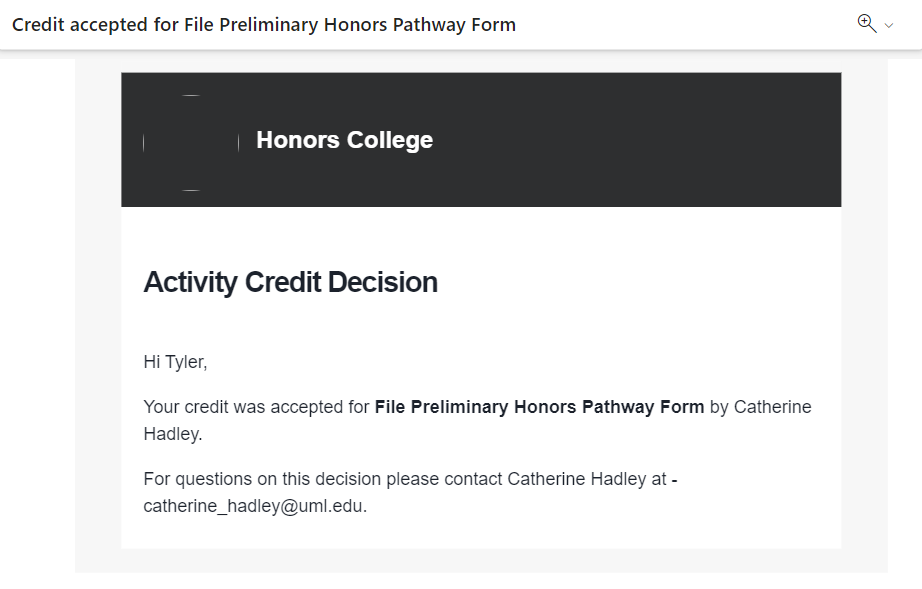 Credit accepted for File Preliminary Honors Pathway Form
Honors College
Activity Credit Decision
Hi Tyler,
Your credit was accepted for File Preliminary Honors Pathway Form by Catherine
Hadley.
For questions on this decision please contact Catherine Hadley at -
catherine_hadley@uml.edu.